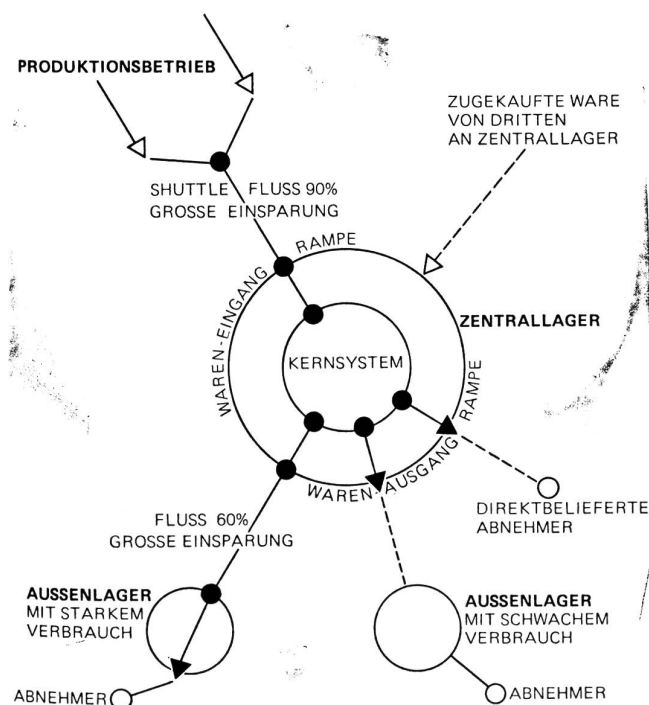 PRODUKTIONSBETRIEB
ZUGEKAUFTE WARE
VON DRITTEN
AN ZENTRALLAGER
SHUTTLE FLUSS 90%
GROSSE EINSPARUNG
RAMPE
WAREN-EINGANG
ZENTRALLAGER
KERNSYSTEM
RAMPE
WAREN-AUSGANG
DIREKTBELIEFERTE
ABNEHMER
FLUSS 60%
GROSSE EINSPARUNG
AUSSENLAGER
MIT STARKEM
VERBRAUCH
AUSSENLAGER
MIT SCHWACHEM
VERBRAUCH
ABNEHMER
ABNEHMER